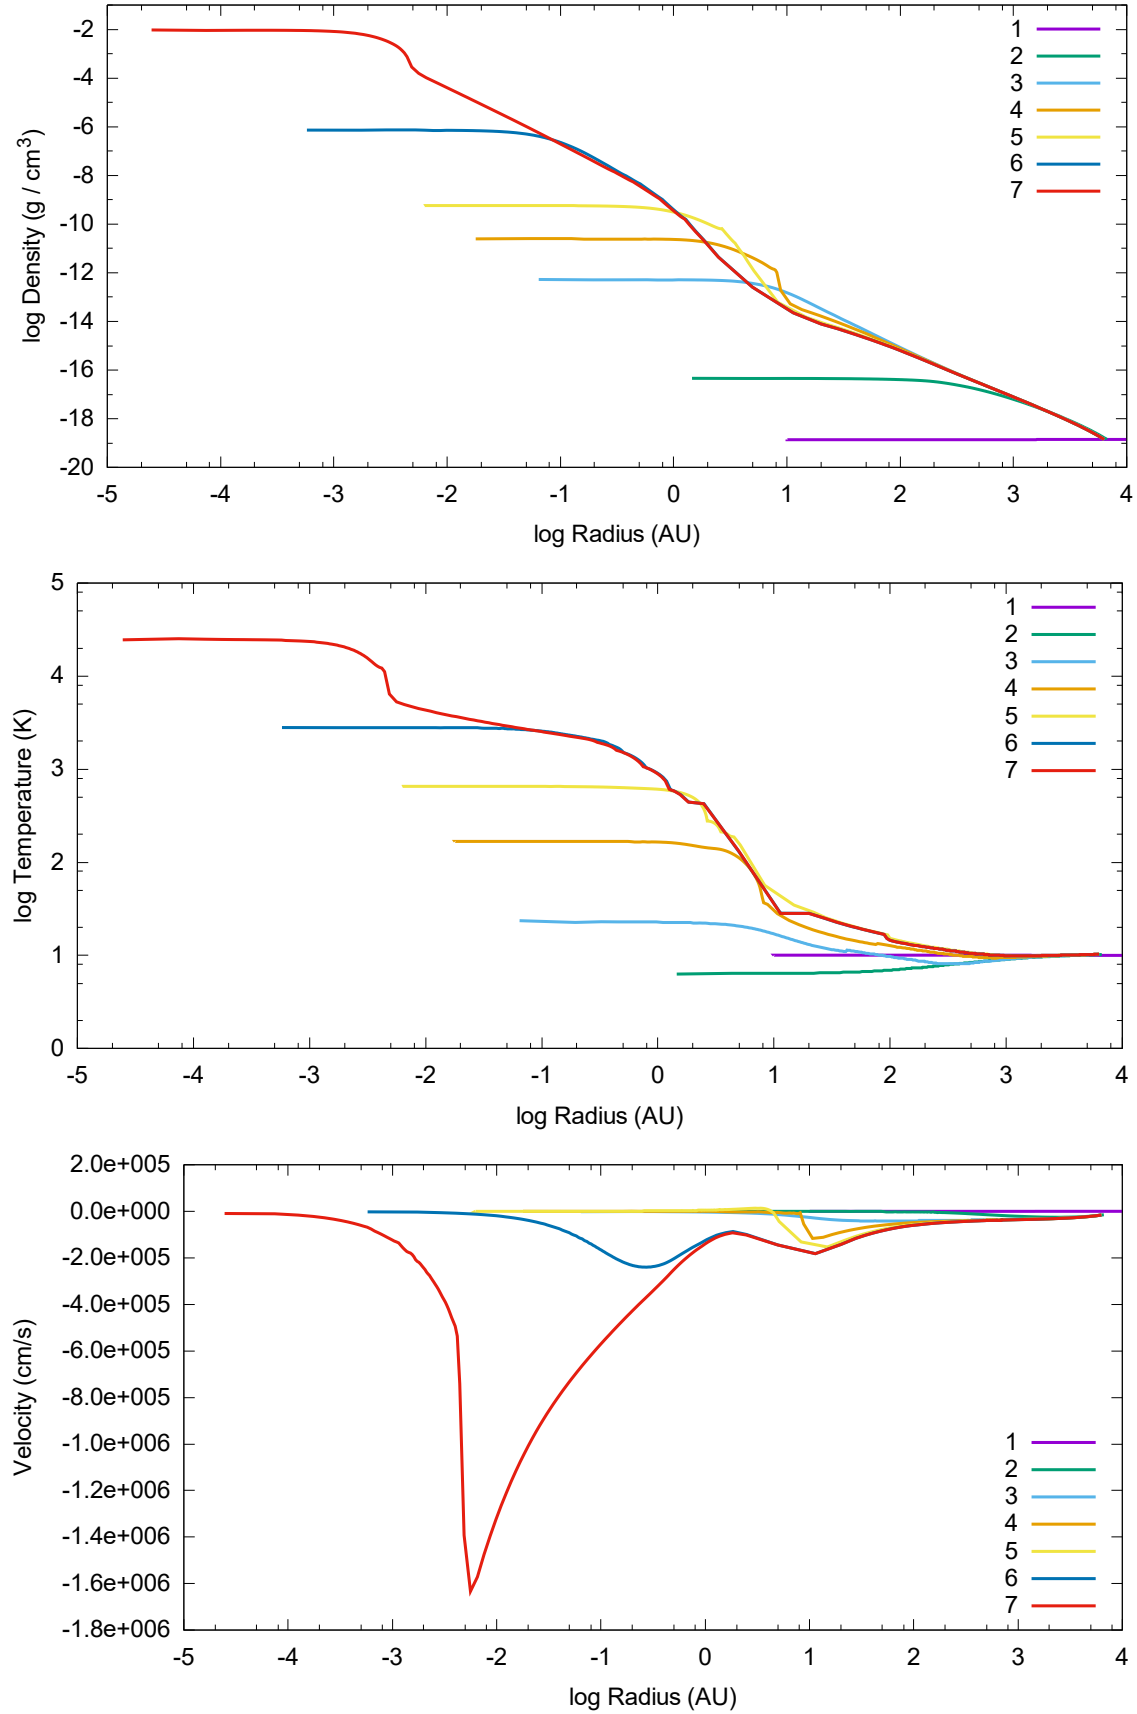 -2
-4
-6
-8
-10
-12
-14
-16
-18
-20
log Density (g / cm3)
1
2
3
4
5
6
7
-5 -4 -3 -2 -1 0 1 2 3 4
log Radius (AU)
5
4
3
2
1
0
log Temperature (K)
1
2
3
4
5
6
7
-5 -4 -3 -2 -1 0 1 2 3 4
log Radius (AU)
2.0e+005
0.0e+000
-2.0e+005
-4.0e+005
-6.0e+005
-8.0e+005
-1.0e+006
-1.2e+006
-1.4e+006
-1.6e+006
-1.8e+006
Velocity (cm/s)
1
2
3
4
5
6
7
-5 -4 -3 -2 -1 0 1 2 3 4
log Radius (AU)